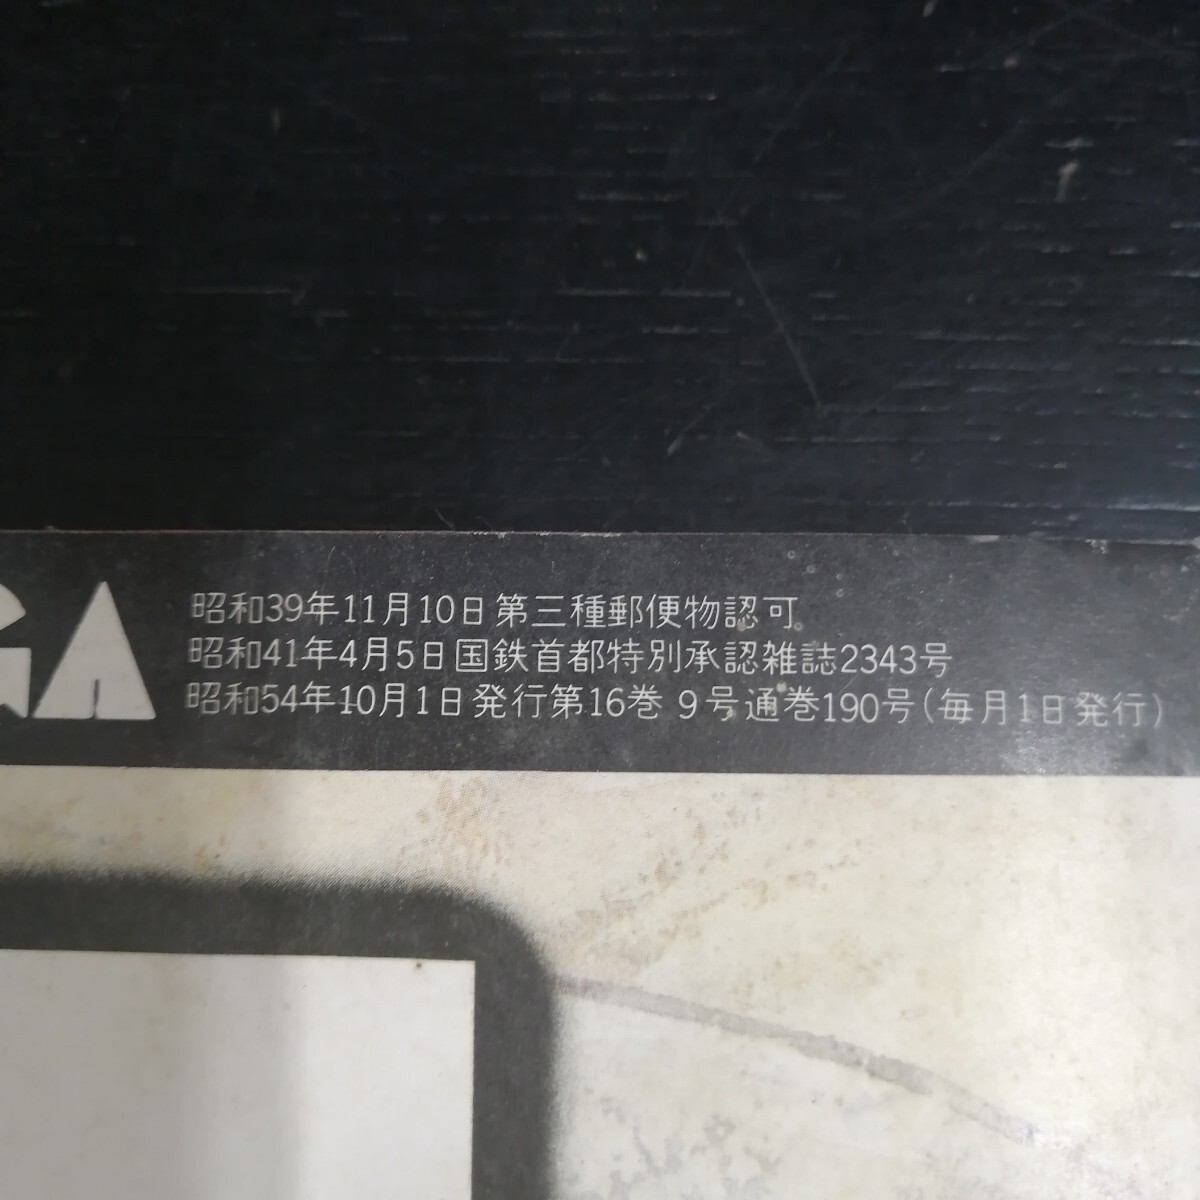 GA
昭和39年11月10日第三種郵便物認可
昭和41年4月5日国鉄首都特別承認雑誌2343号
昭和54年10月1日発行第16巻 9号通巻190号(毎月1日発行)